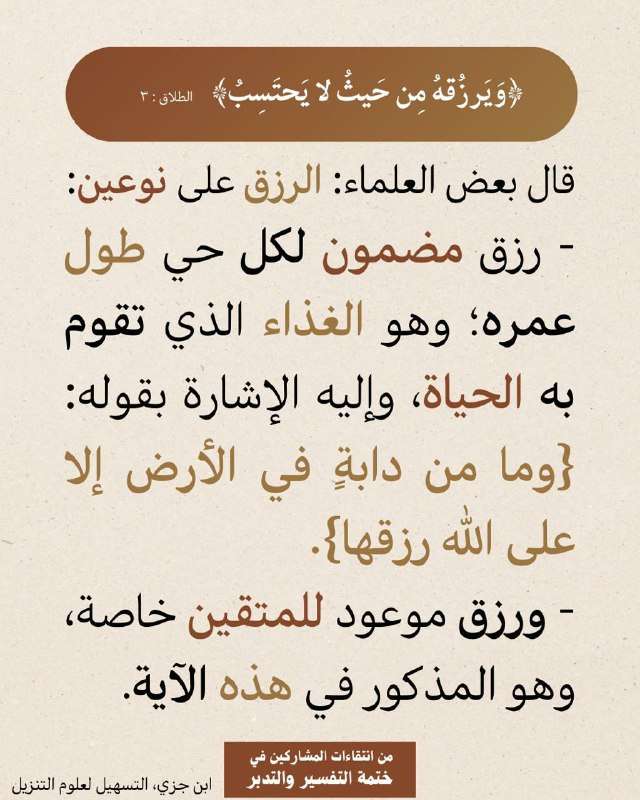 ﴿وَيَرزُقهُ مِن حَيثُ لا يَحتَسِبُ﴾ الطلاق : ٣
قال بعض العلماء: الرزق على نوعين:
- رزق مضمون لكل حي طول
عمره؛ وهو الغذاء الذي تقوم
به الحياة، وإليه الإشارة بقوله:
{وما من دابةٍ في الأرض إلا
على الله رزقها}.
- ورزق موعود للمتقين خاصة،
وهو المذكور في هذه الآية.
من انتقاءات المشاركين في
ختمة التفسير والتدبر
ابن جزي، التسهيل لعلوم التنزيل